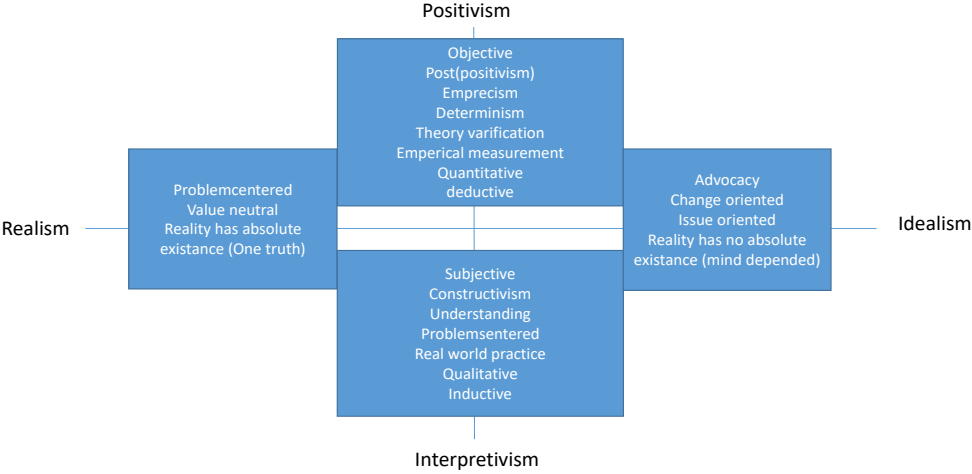 Positivism
Objective
Post(positivism)
Emprecism
Determinism
Theory varification
Emperical measurement
Quantitative
deductive
Realism
Problemcentered
Value neutral
Reality has absolute
existance (One truth)
Advocacy
Change oriented
Issue oriented
Reality has no absolute
existance (mind depended)
Idealism
Subjective
Constructivism
Understanding
Problemsentered
Real world practice
Qualitative
Inductive
Interpretivism